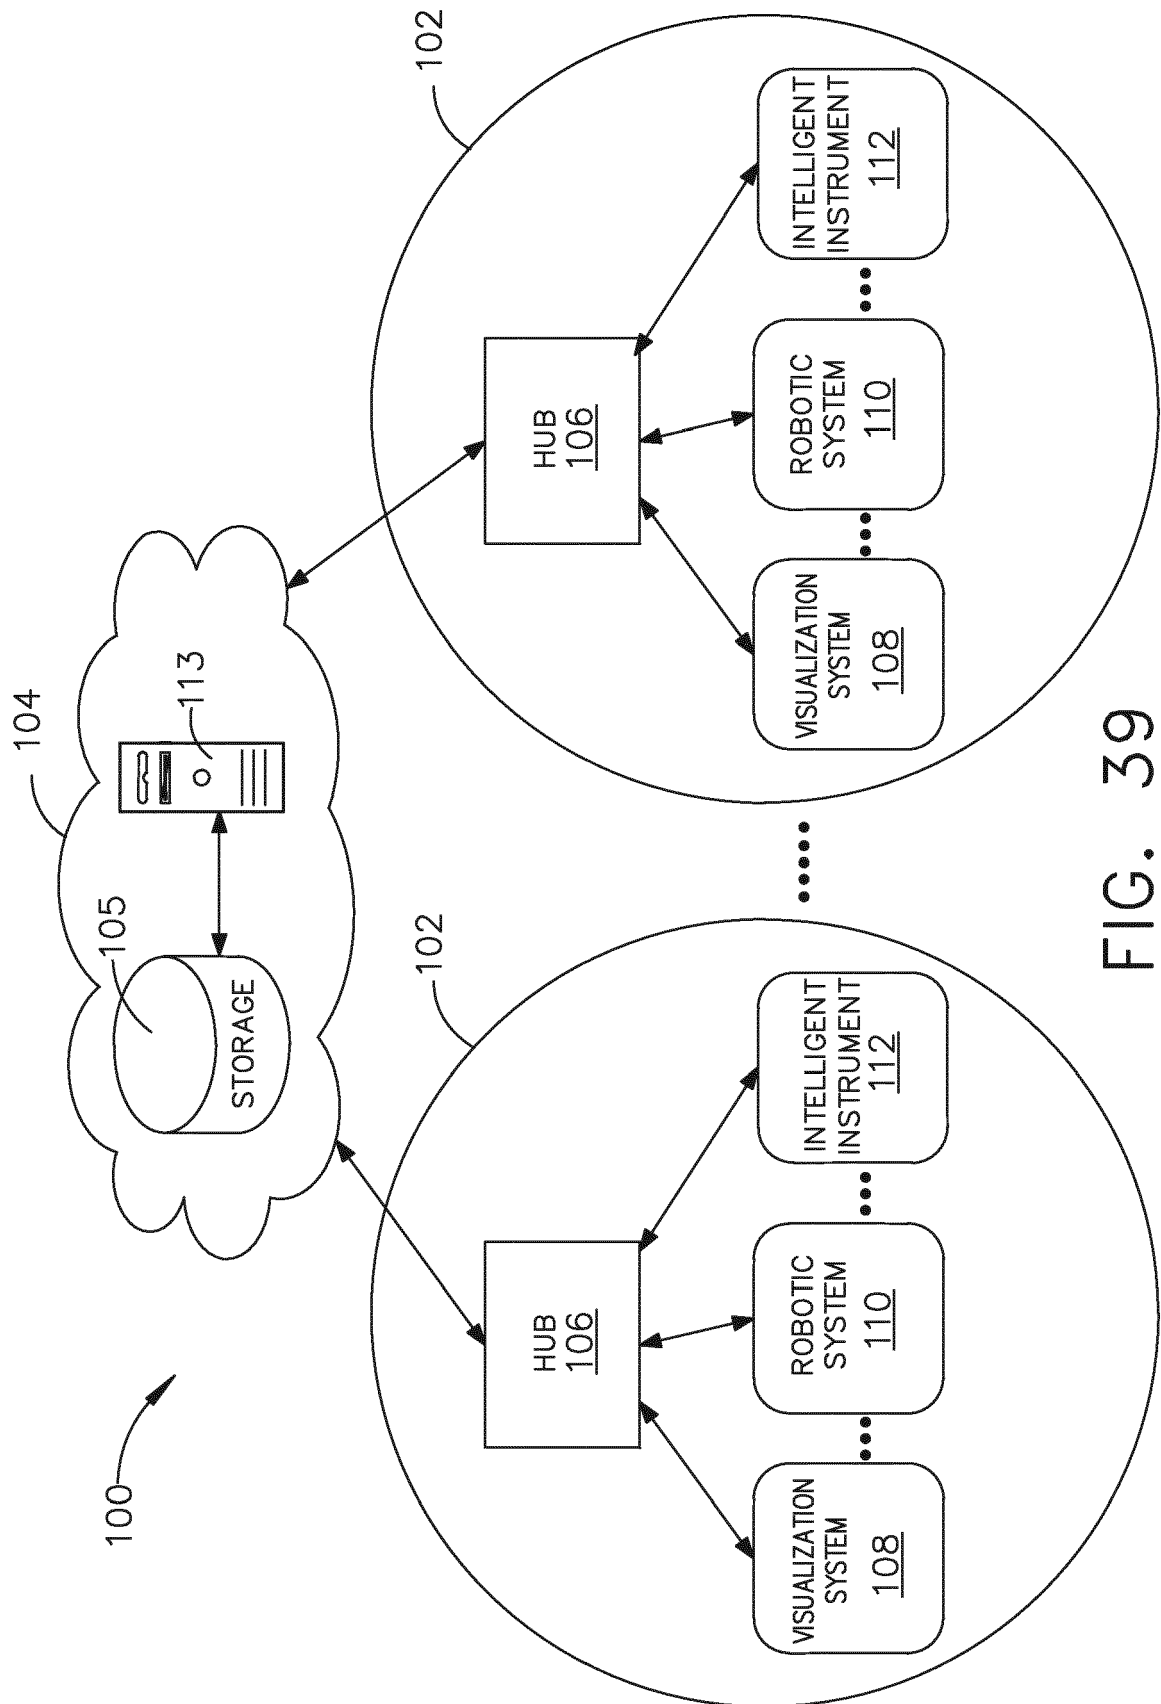 100
104
105
113
STORAGE
102
102
HUB
106
HUB
106
VISUALIZATION
SYSTEM
108
ROBOTIC
SYSTEM
110
INTELLIGENT
INSTRUMENT
112
VISUALIZATION
SYSTEM
108
ROBOTIC
SYSTEM
110
INTELLIGENT
INSTRUMENT
112
FIG. 39